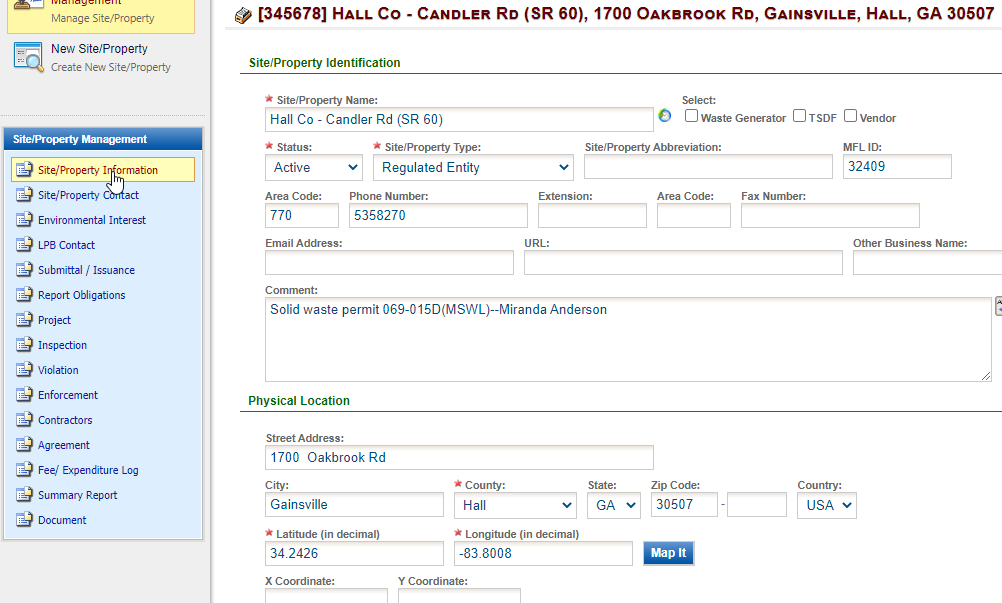 Management
Manage Site/Property
New Site/Property
Create New Site/Property
Site/Property Management
Site/Property Information
Site/Property Contact
Environmental Interest
LPB Contact
Submittal / Issuance
Report Obligations
Project
Inspection
Violation
Enforcement
Contractors
Agreement
Fee/ Expenditure Log
Summary Report
Document
[345678] Hall Co - Candler Rd (SR 60), 1700 Oakbrook Rd, Gainsville, Hall, GA 30507
Site/Property Identification
* Site/Property Name: Select:
Hall Co - Candler Rd (SR 60) Waste Generator TSDF Vendor
* Status: * Site/Property Type: Site/Property Abbreviation: MFL ID:
Active Regulated Entity 32409
Area Code: Phone Number: Extension: Area Code: Fax Number:
770 5358270
Email Address: URL: Other Business Name:
Comment:
Solid waste permit 069-015D(MSWL)--Miranda Anderson
Physical Location
Street Address:
1700  Oakbrook Rd
City: * County: State: Zip Code: Country:
Gainsville Hall GA 30507 - USA
* Latitude (in decimal) * Longitude (in decimal)
34.2426 -83.8008 Map It
X Coordinate: Y Coordinate: